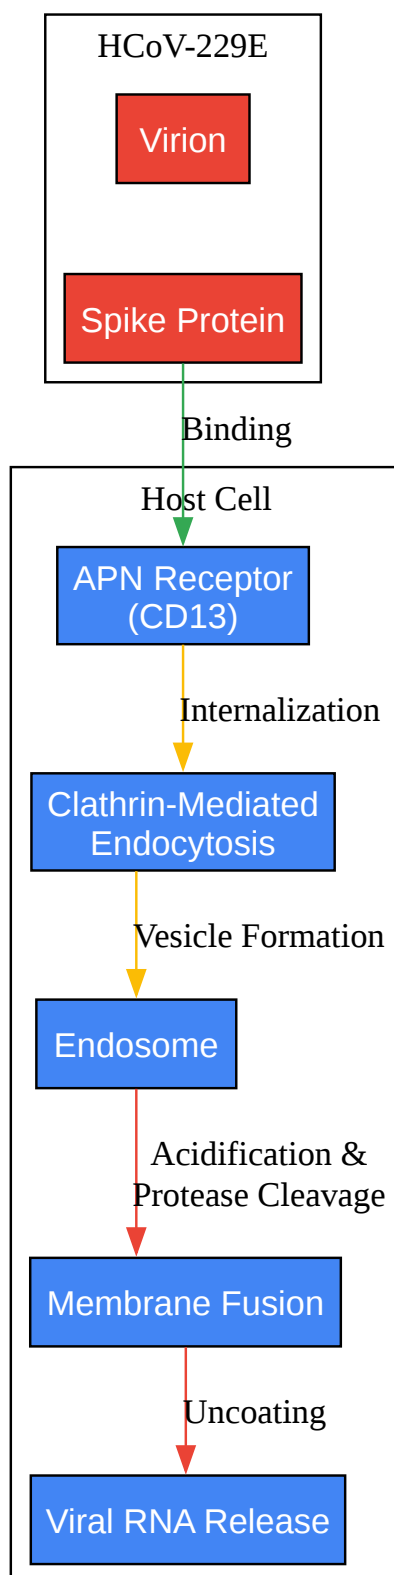 HCoV-229E
Virion
Spike Protein
Binding
Host Cell
APN Receptor
(CD13)
Internalization
Clathrin-Mediated
Endocytosis
Vesicle Formation
Endosome
Acidification &
Protease Cleavage
Membrane Fusion
Uncoating
Viral RNA Release